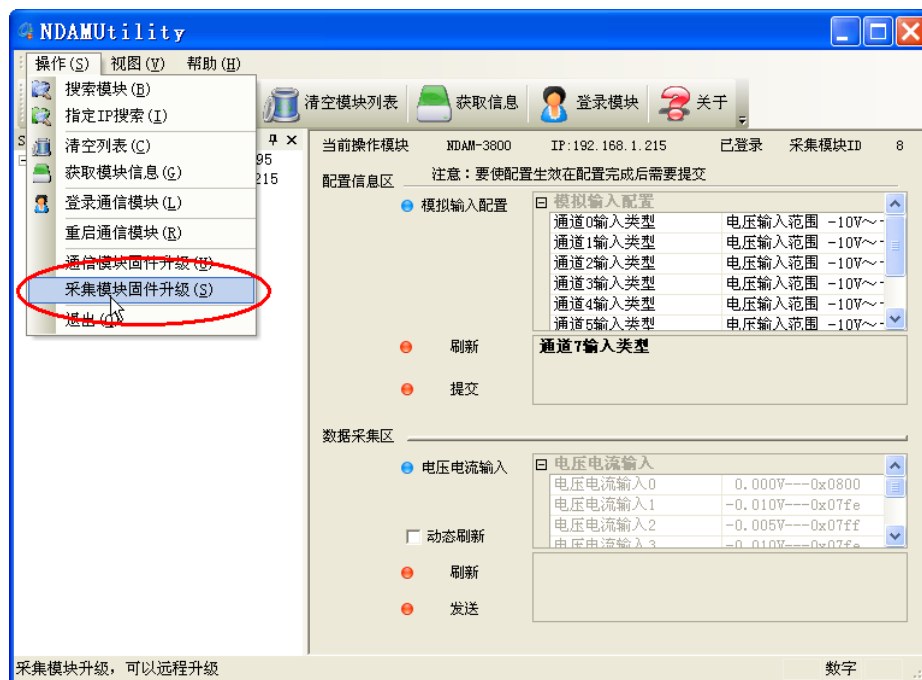 NDAMUtility
操作(S) 视图(V) 帮助(H)
搜索模块(B)
指定IP搜索(I)
清空列表(C)
获取模块信息(G)
登录通信模块(L)
重启通信模块(R)
通信模块固件升级(U)
采集模块固件升级(S)
退出
清空模块列表 获取信息 登录模块 关于
S
95
215
当前操作模块 NDAM-3800 IP:192.168.1.215 已登录 采集模块ID 8
配置信息区 注意：要使配置生效在配置完成后需要提交
模拟输入配置
模拟输入配置
通道0输入类型 电压输入范围 -10V～-
通道1输入类型 电压输入范围 -10V～-
通道2输入类型 电压输入范围 -10V～-
通道3输入类型 电压输入范围 -10V～-
通道4输入类型 电压输入范围 -10V～-
通道5输入类型 电压输入范围 -10V～-
刷新
通道7输入类型
提交
数据采集区
电压电流输入
电压电流输入
电压电流输入0 0.000V---0x0800
电压电流输入1 -0.010V---0x07fe
电压电流输入2 -0.005V---0x07ff
电压电流输入3 -0.010V---0x07fe
动态刷新
刷新
发送
采集模块升级，可以远程升级 数字